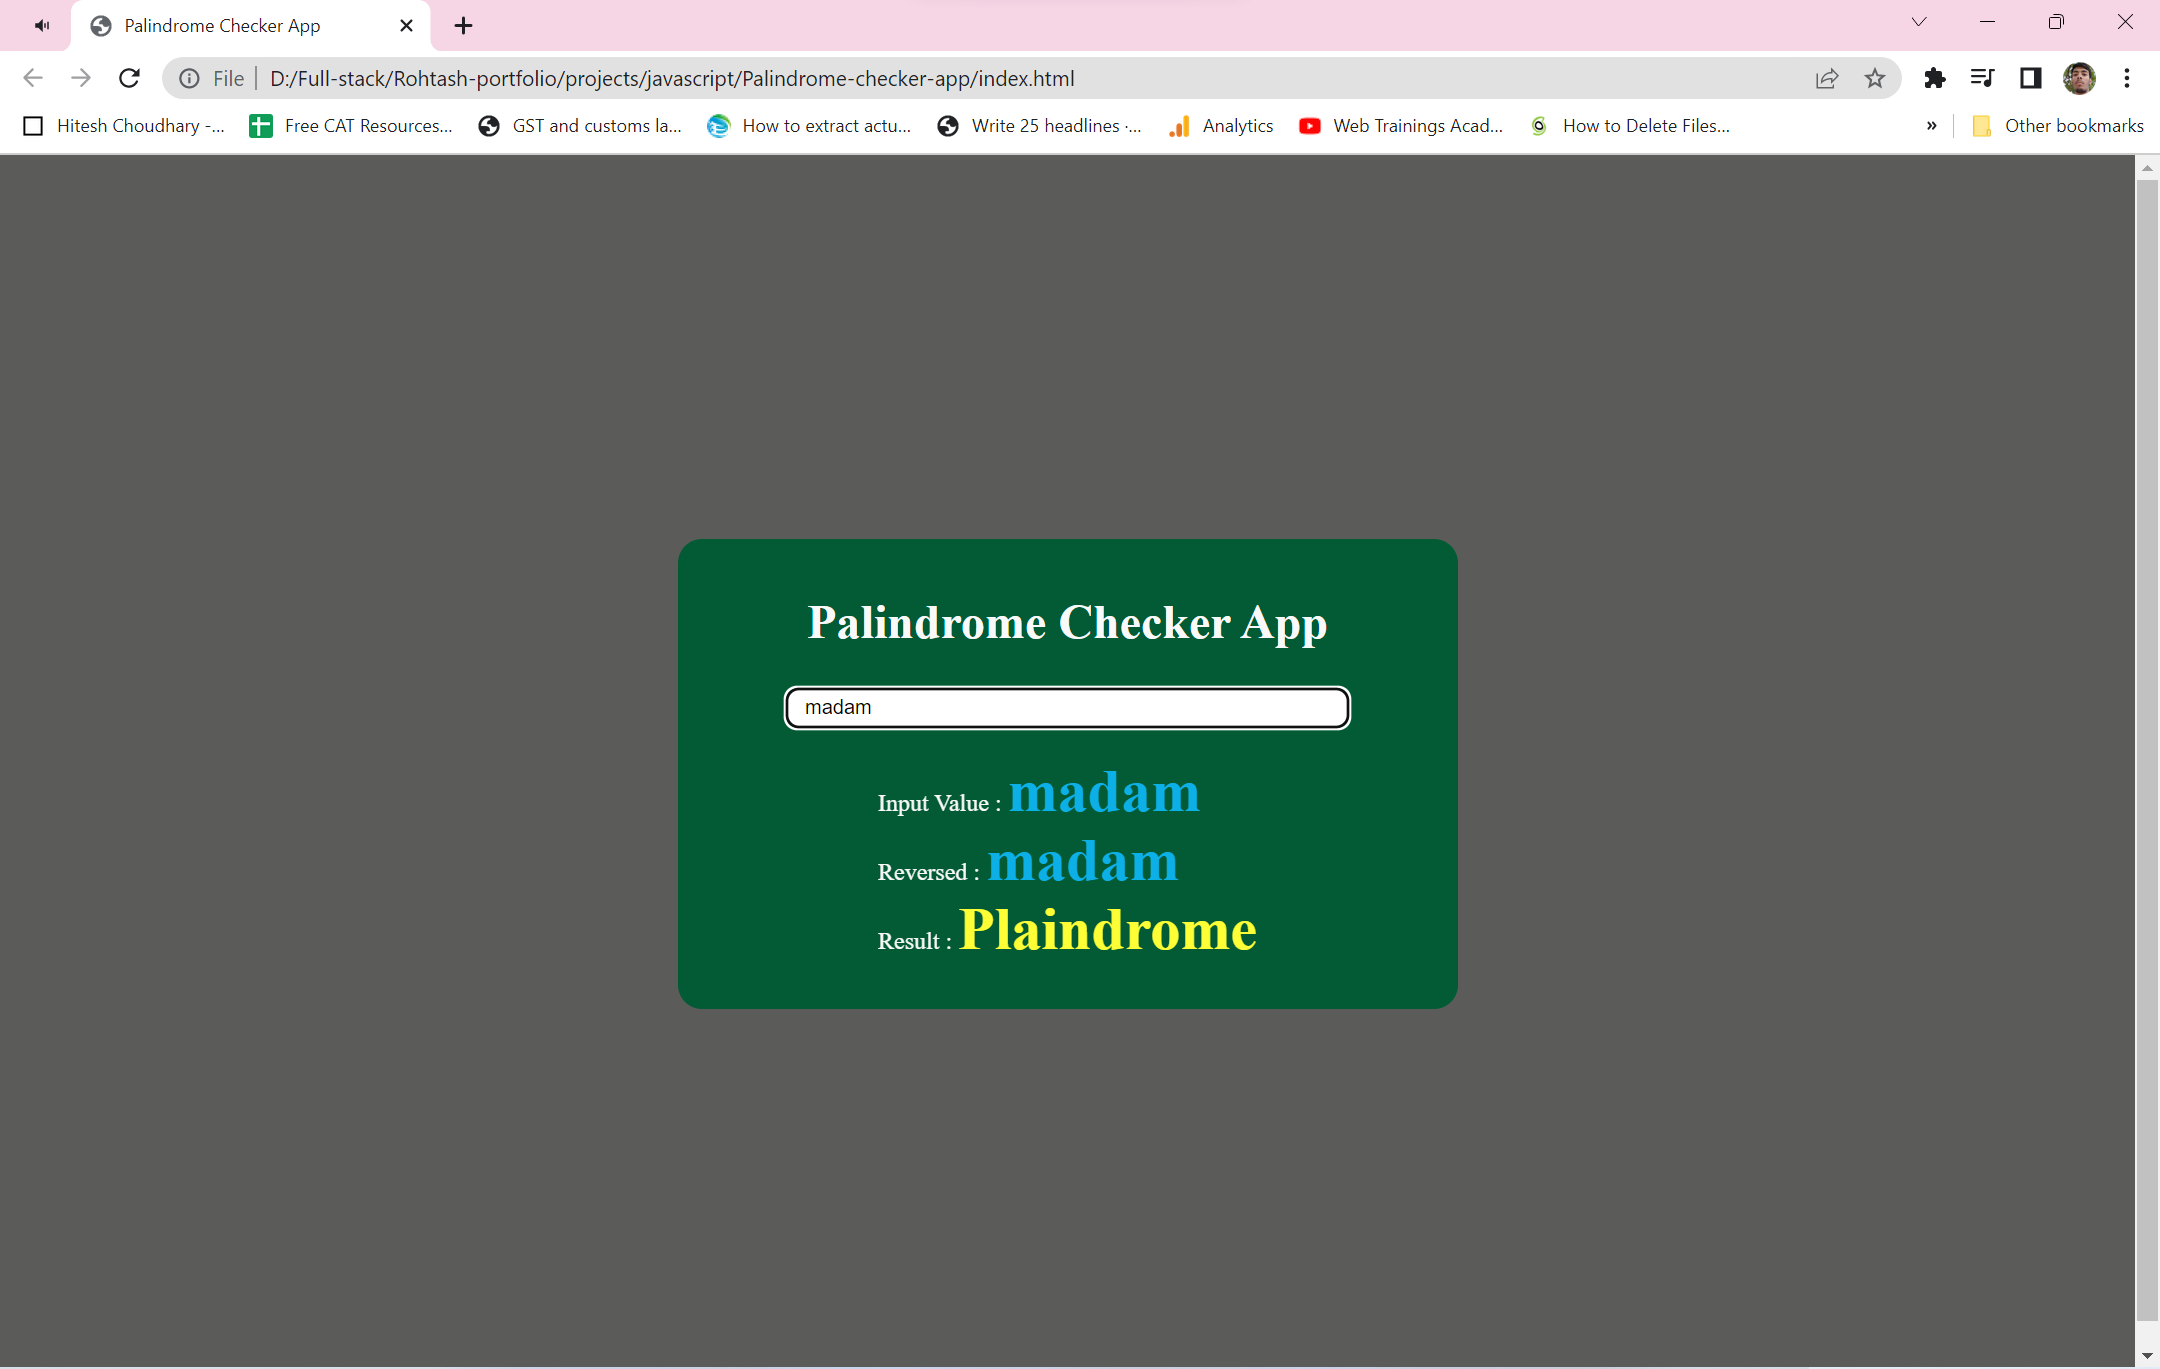 Palindrome Checker App
File D:/Full-stack/Rohtash-portfolio/projects/javascript/Palindrome-checker-app/index.html
Hitesh Choudhary -... Free CAT Resources... GST and customs la... How to extract actu... Write 25 headlines ·... Analytics Web Trainings Acad... How to Delete Files... » Other bookmarks
Palindrome Checker App
madam
Input Value : madam
Reversed : madam
Result : Plaindrome